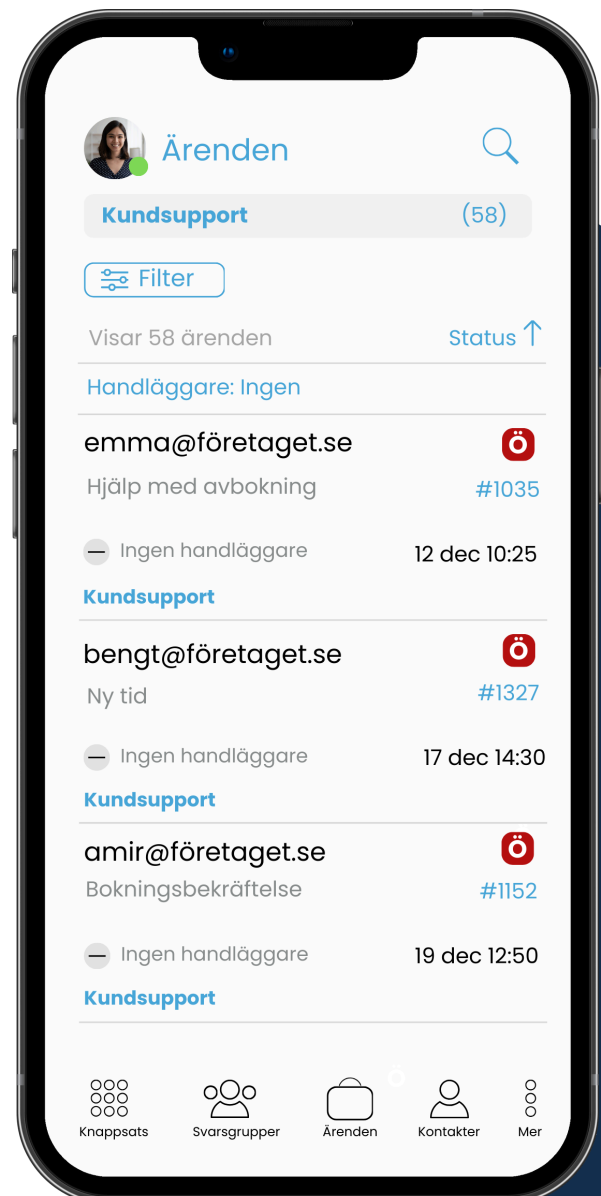 Ärenden
Kundsupport (58)
Filter
Visar 58 ärenden Status
Handläggare: Ingen
emma@företaget.se Ö
Hjälp med avbokning #1035
Ingen handläggare 12 dec 10:25
Kundsupport
bengt@företaget.se Ö
Ny tid #1327
Ingen handläggare 17 dec 14:30
Kundsupport
amir@företaget.se Ö
Bokningsbekräftelse #1152
Ingen handläggare 19 dec 12:50
Kundsupport
Ö
Knappsats Svarsgrupper Ärenden Kontakter Mer